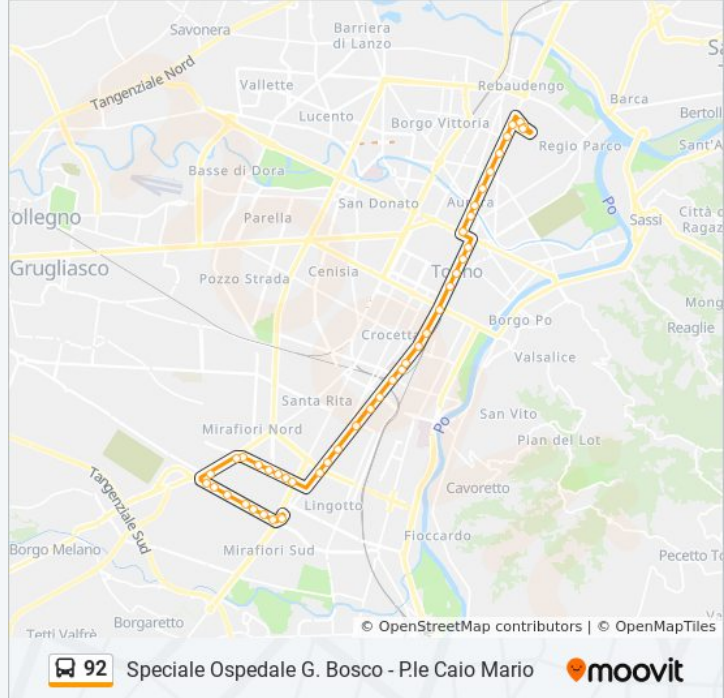 Savonera
Barriera
di Lanzo
Tangenziale Nord
Vallette
Rebaudengo
Lucento
Borgo Vittoria
Barca
Bertoll
Regio Parco
Sant'A
Basse di Dora
San Donato
Aurora
Po
ollegno
Parella
Sassi
Città d
Ragaz
Grugliasco
Pozzo Strada
Cenisia
Torino
Mong
Borgo Po
Reaglie
Crocetta
Valsalice
Santa Rita
San Vito
Mirafiori Nord
Po
Pian del Lot
Tangenziale Sud
Cavoretto
Lingotto
Fioccardo
Borgo Melano
Mirafiori Sud
Pecetto To
Borgaretto
Va
Tetti Valfrè
© OpenStreetMap contributors | © OpenMapTiles
92 Speciale Ospedale G. Bosco - P.le Caio Mario moovit